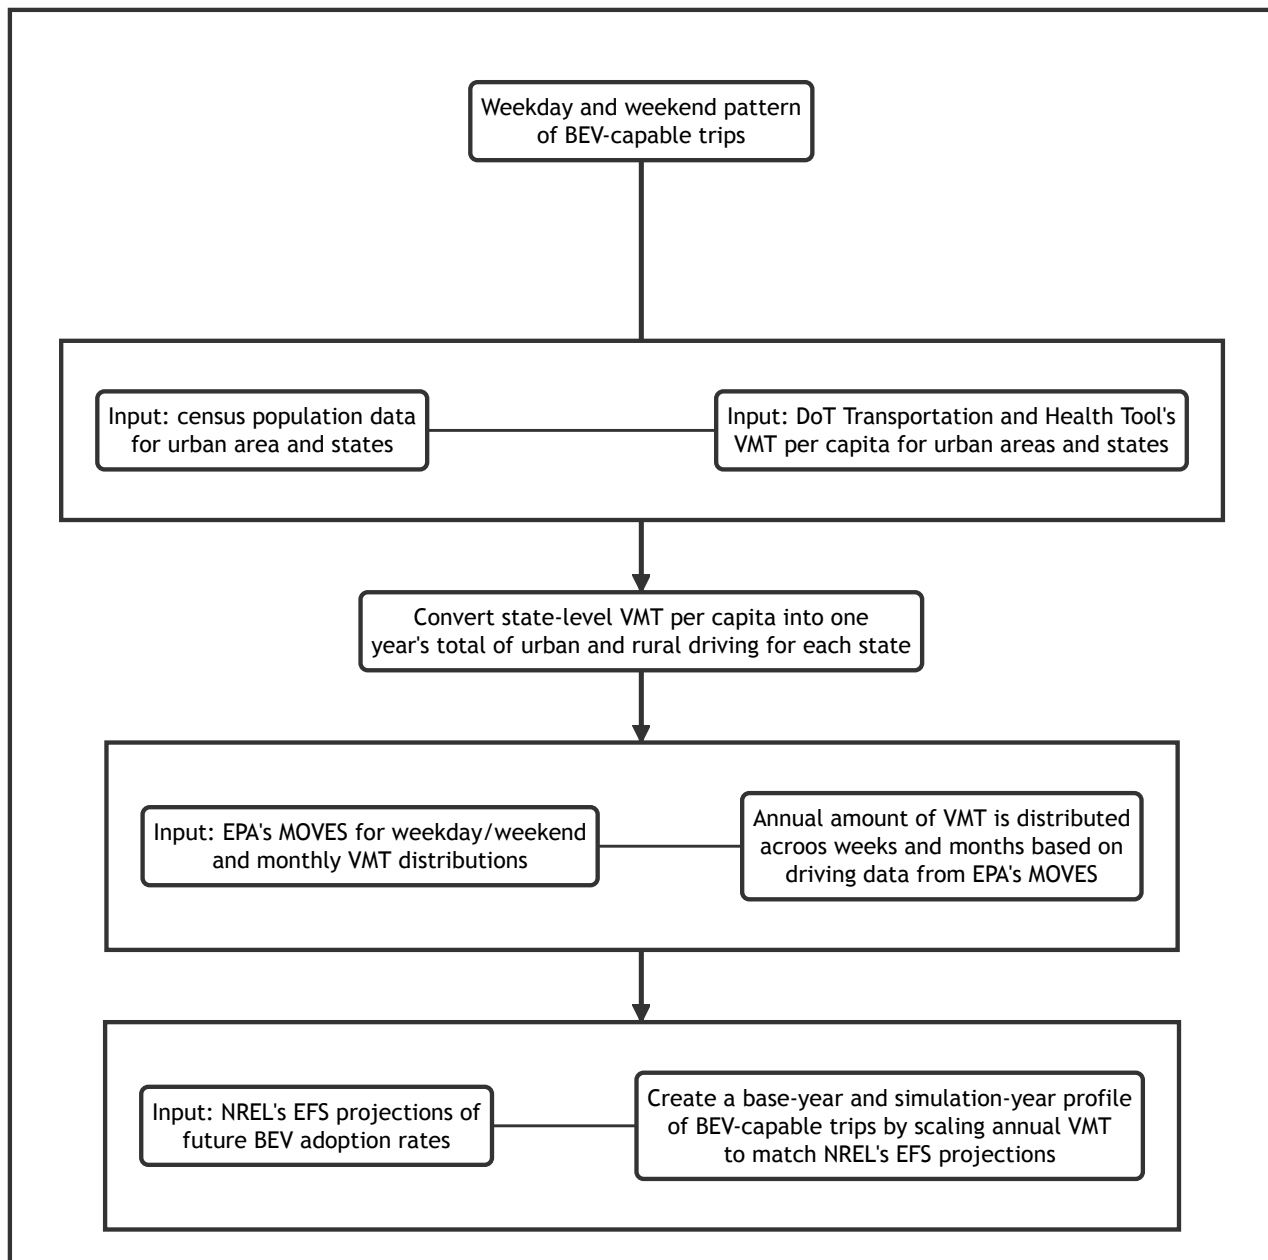 Weekday and weekend pattern
of BEV-capable trips
Input: census population data
for urban area and states
Input: DoT Transportation and Health Tool's
VMT per capita for urban areas and states
Convert state-level VMT per capita into one
year's total of urban and rural driving for each state
Input: EPA's MOVES for weekday/weekend
and monthly VMT distributions
Annual amount of VMT is distributed
acroos weeks and months based on
driving data from EPA's MOVES
Input: NREL's EFS projections of
future BEV adoption rates
Create a base-year and simulation-year profile
of BEV-capable trips by scaling annual VMT
to match NREL's EFS projections